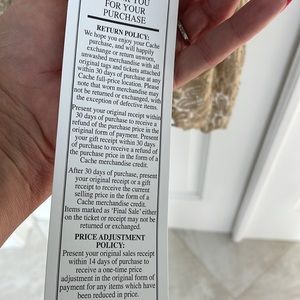 FOR YOUR
PURCHASE
RETURN POLICY:
We hope you enjoy your Cache
purchase, and will happily
exchange or return unworn,
unwashed merchandise with all
original tags and tickets attached
within 30 days of purchase at any
Cache full-price location. Please
note that worn merchandise may
not be returned or exchanged, with
the exception of defective items.
Present your original receipt within
30 days of purchase to receive a
refund of the purchase price in the
original form of payment. Present
your gift receipt within 30 days
of purchase to receive a refund of
the purchase price in the form of a
Cache merchandise credit.
After 30 days of purchase, present
your original receipt or a gift
receipt to receive the current
selling price in the form of a
Cache merchandise credit.
Items marked as 'Final Sale' either
on the ticket or receipt may not be
returned or exchanged.
PRICE ADJUSTMENT
POLICY:
Present your original sales receipt
within 14 days of purchase to
receive a one-time price
adjustment in the original form of
payment for any items which have
been reduced in price.